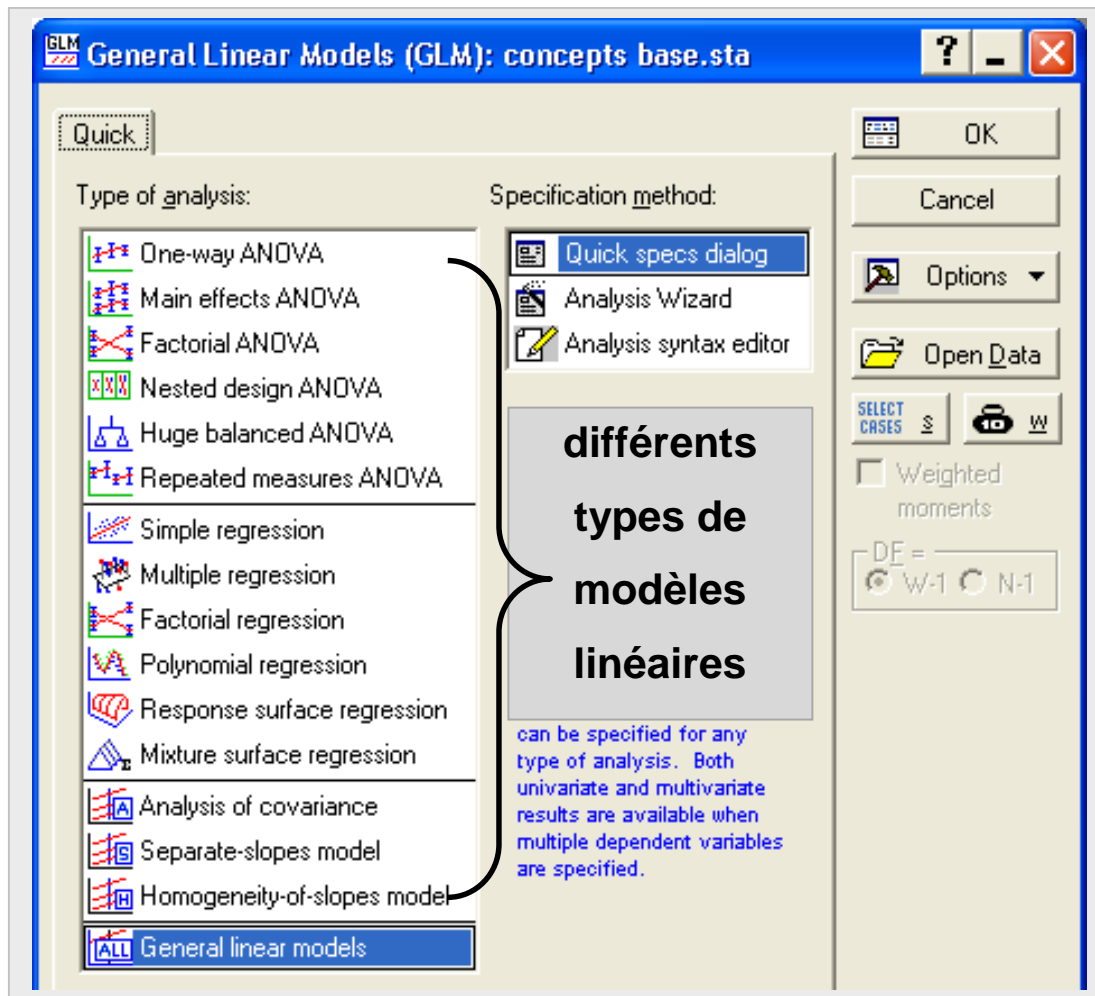 GLM General Linear Models (GLM): concepts base.sta
Quick
Type of analysis:
One-way ANOVA
Main effects ANOVA
Factorial ANOVA
Nested design ANOVA
Huge balanced ANOVA
Repeated measures ANOVA
Simple regression
Multiple regression
Factorial regression
Polynomial regression
Response surface regression
Mixture surface regression
Analysis of covariance
Separate-slopes model
Homogeneity-of-slopes model
ALL General linear models
Specification method:
Quick specs dialog
Analysis Wizard
Analysis syntax editor
différents
types de
modèles
linéaires
can be specified for any
type of analysis. Both
univariate and multivariate
results are available when
multiple dependent variables
are specified.
OK
Cancel
Options
Open Data
SELECT
CASES S W
Weighted
moments
DF =
W-1 N-1